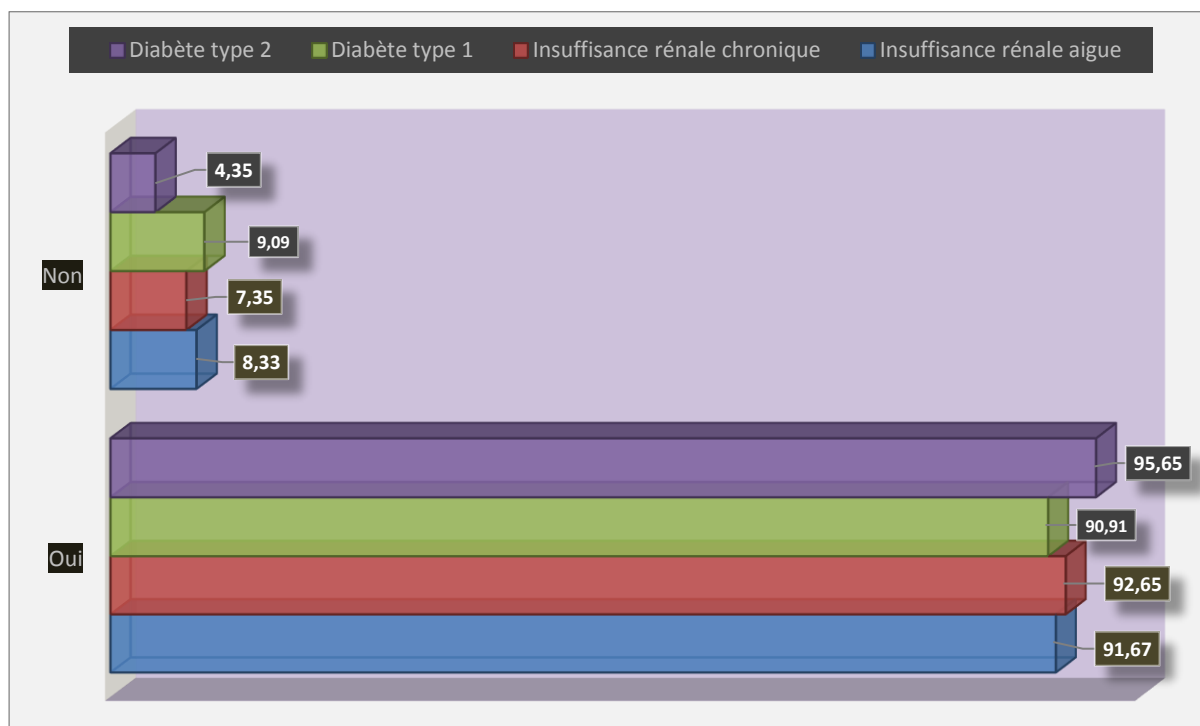 Diabète type 2 Diabète type 1 Insuffisance rénale chronique Insuffisance rénale aigue
4,35
9,09
Non
7,35
8,33
95,65
90,91
Oui
92,65
91,67